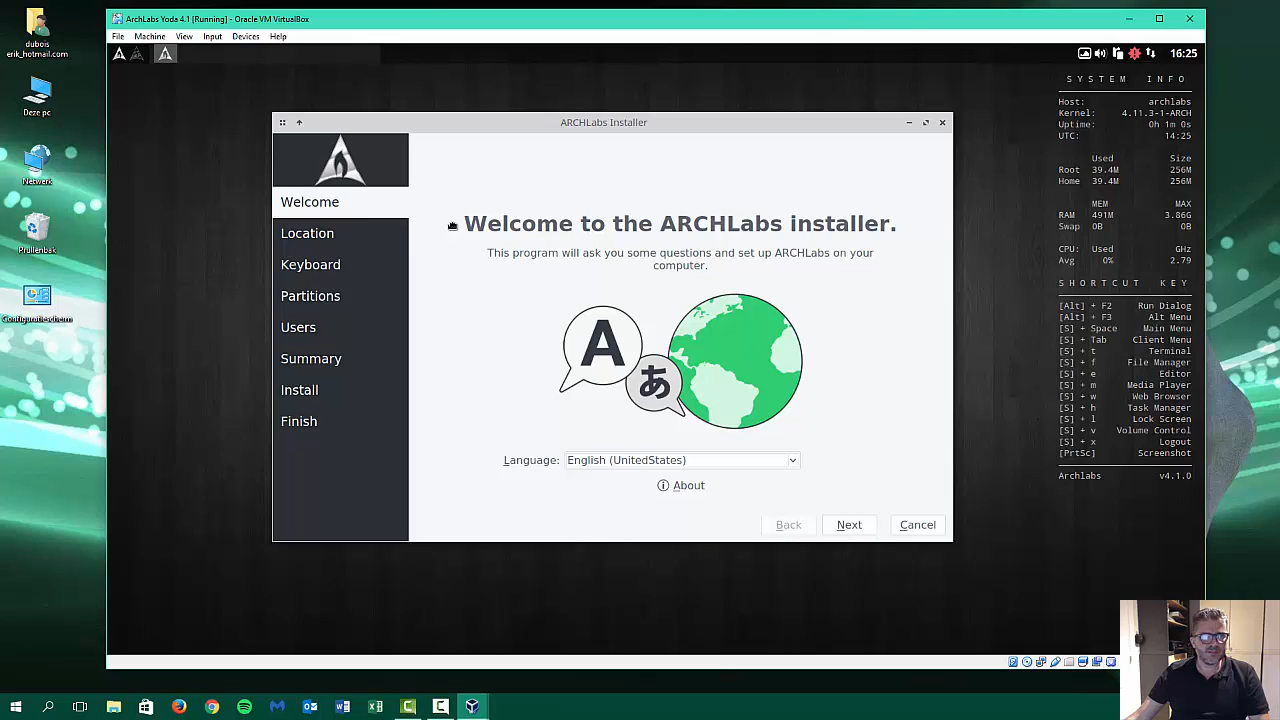 dubois
erik_hotmail.com
Deze pc
Netwerk
Prullenbak
Configuratiescherm
ArchLabs Yoda 4.1 [Running] - Oracle VM VirtualBox
File Machine View Input Devices Help
16:25
ARCHLabs Installer
Welcome
Location
Keyboard
Partitions
Users
Summary
Install
Finish
Welcome to the ARCHLabs installer.
This program will ask you some questions and set up ARCHLabs on your
computer.
A
あ
Language: English (UnitedStates)
About
Back Next Cancel
SYSTEM INFO
Host: archlabs
Kernel: 4.11.3-1-ARCH
Uptime: 0h 1m 0s
UTC: 14:25
Used Size
Root 39.4M 256M
Home 39.4M 256M
MEM MAX
RAM 491M 3.86G
Swap 0B 0B
CPU: Used GHz
Avg 0% 2.79
SHORTCUT KEY
[Alt] + F2 Run Dialog
[Alt] + F3 Alt Menu
[S] + Space Main Menu
[S] + Tab Client Menu
[S] + t Terminal
[S] + f File Manager
[S] + e Editor
[S] + m Media Player
[S] + w Web Browser
[S] + h Task Manager
[S] + l Lock Screen
[S] + v Volume Control
[S] + x Logout
[PrtSc] Screenshot
Archlabs v4.1.0